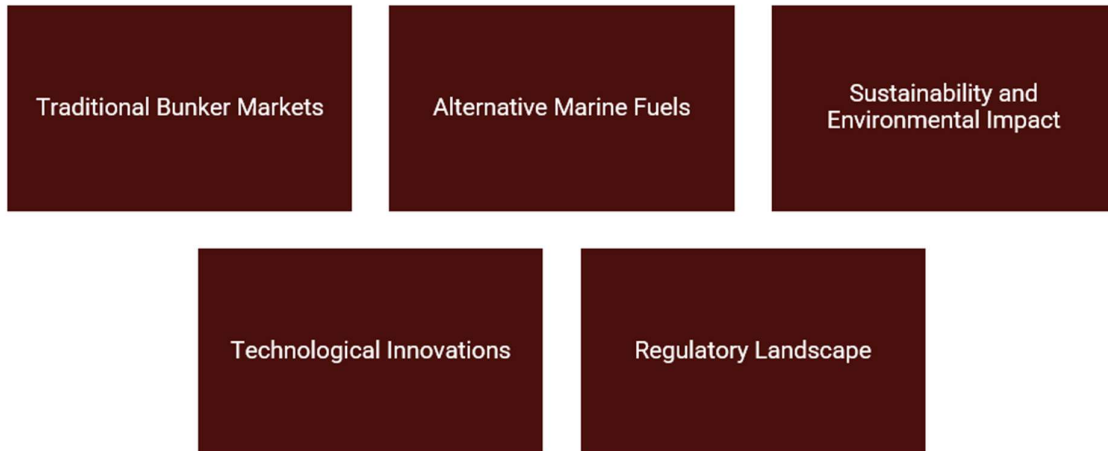 Traditional Bunker Markets
Alternative Marine Fuels
Sustainability and
Environmental Impact
Technological Innovations
Regulatory Landscape